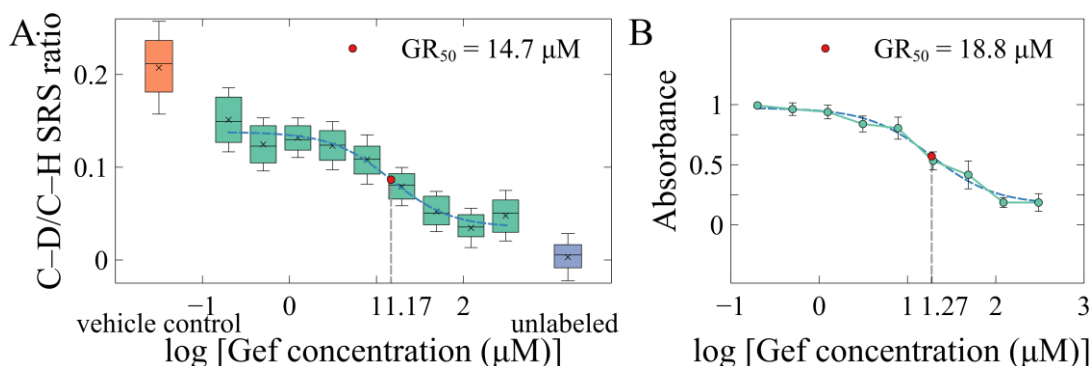 A
GR50 = 14.7 μM
C–D/C–H SRS ratio
0.2
0.1
0
−1 0 1 1.17 2
vehicle control
unlabeled
log [Gef concentration (μM)]
B
GR50 = 18.8 μM
Absorbance
1
0.5
0
−1 0 1 1.27 2 3
log [Gef concentration (μM)]